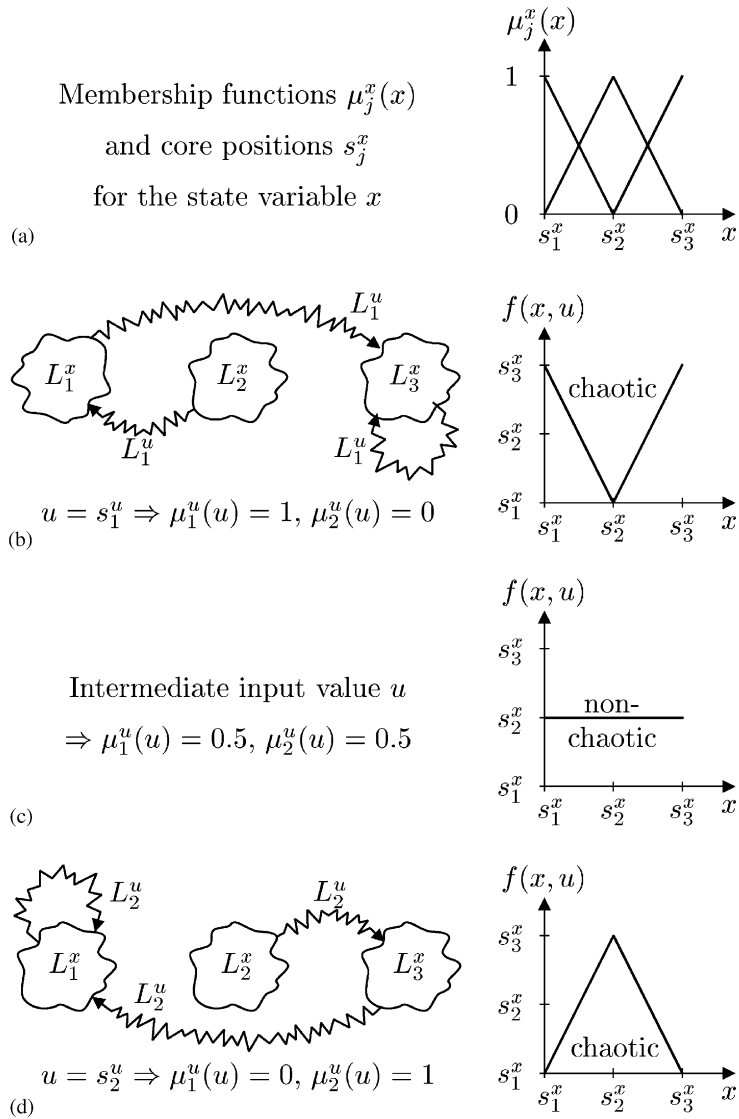 Membership functions μ_j^x(x)
and core positions s_j^x
for the state variable x
(a)
μ_j^x(x)
1
0
s_1^x s_2^x s_3^x x
L_1^u
L_1^x L_2^x L_3^x
L_1^u L_1^u
u = s_1^u ⇒ μ_1^u(u) = 1, μ_2^u(u) = 0
(b)
f(x, u)
s_3^x
chaotic
s_2^x
s_1^x
s_1^x s_2^x s_3^x x
Intermediate input value u
⇒ μ_1^u(u) = 0.5, μ_2^u(u) = 0.5
(c)
f(x, u)
s_3^x
non-
s_2^x
chaotic
s_1^x
s_1^x s_2^x s_3^x x
L_2^u L_2^u
L_1^x L_2^x L_3^x
L_2^u
u = s_2^u ⇒ μ_1^u(u) = 0, μ_2^u(u) = 1
(d)
f(x, u)
s_3^x
s_2^x
chaotic
s_1^x
s_1^x s_2^x s_3^x x